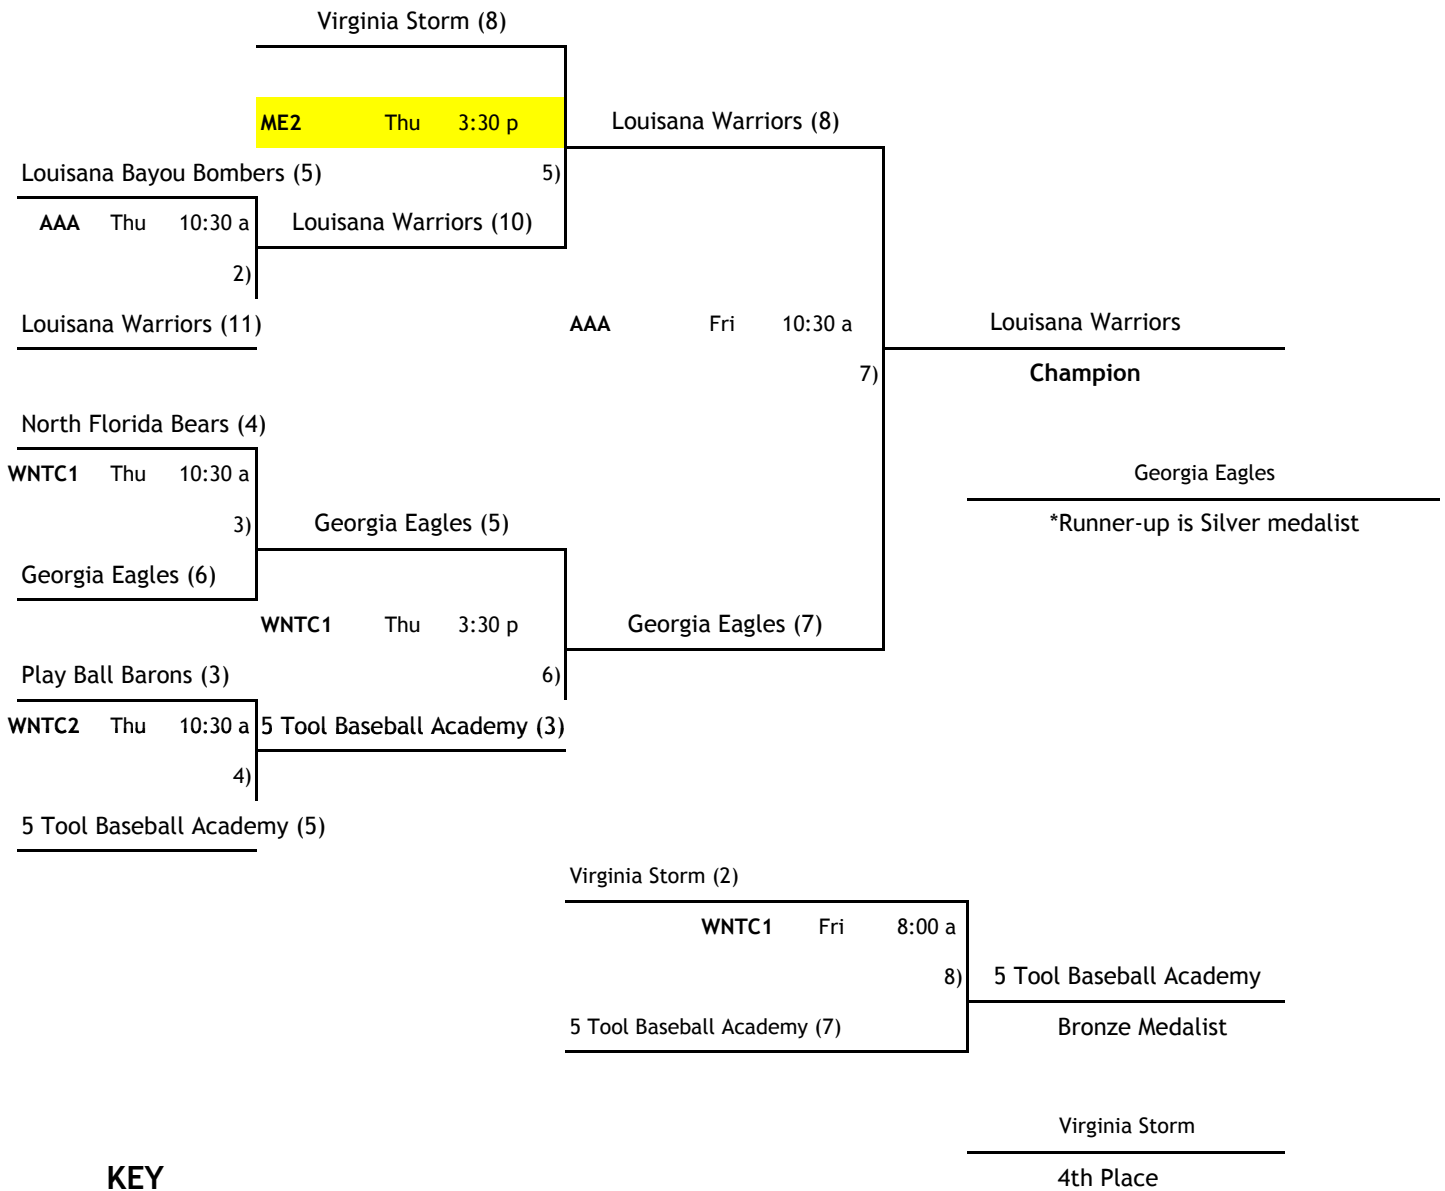 Virginia Storm (8)
ME2 Thu 3:30 p
Louisana Warriors (8)
Louisana Bayou Bombers (5)
5)
AAA Thu 10:30 a
Louisana Warriors (10)
2)
Louisana Warriors (11)
AAA Fri 10:30 a
Louisana Warriors
7)
Champion
North Florida Bears (4)
WNTC1 Thu 10:30 a
Georgia Eagles
3)
Georgia Eagles (5)
*Runner-up is Silver medalist
Georgia Eagles (6)
WNTC1 Thu 3:30 p
Georgia Eagles (7)
Play Ball Barons (3)
6)
WNTC2 Thu 10:30 a
5 Tool Baseball Academy (3)
4)
5 Tool Baseball Academy (5)
Virginia Storm (2)
WNTC1 Fri 8:00 a
8)
5 Tool Baseball Academy
5 Tool Baseball Academy (7)
Bronze Medalist
Virginia Storm
KEY
4th Place